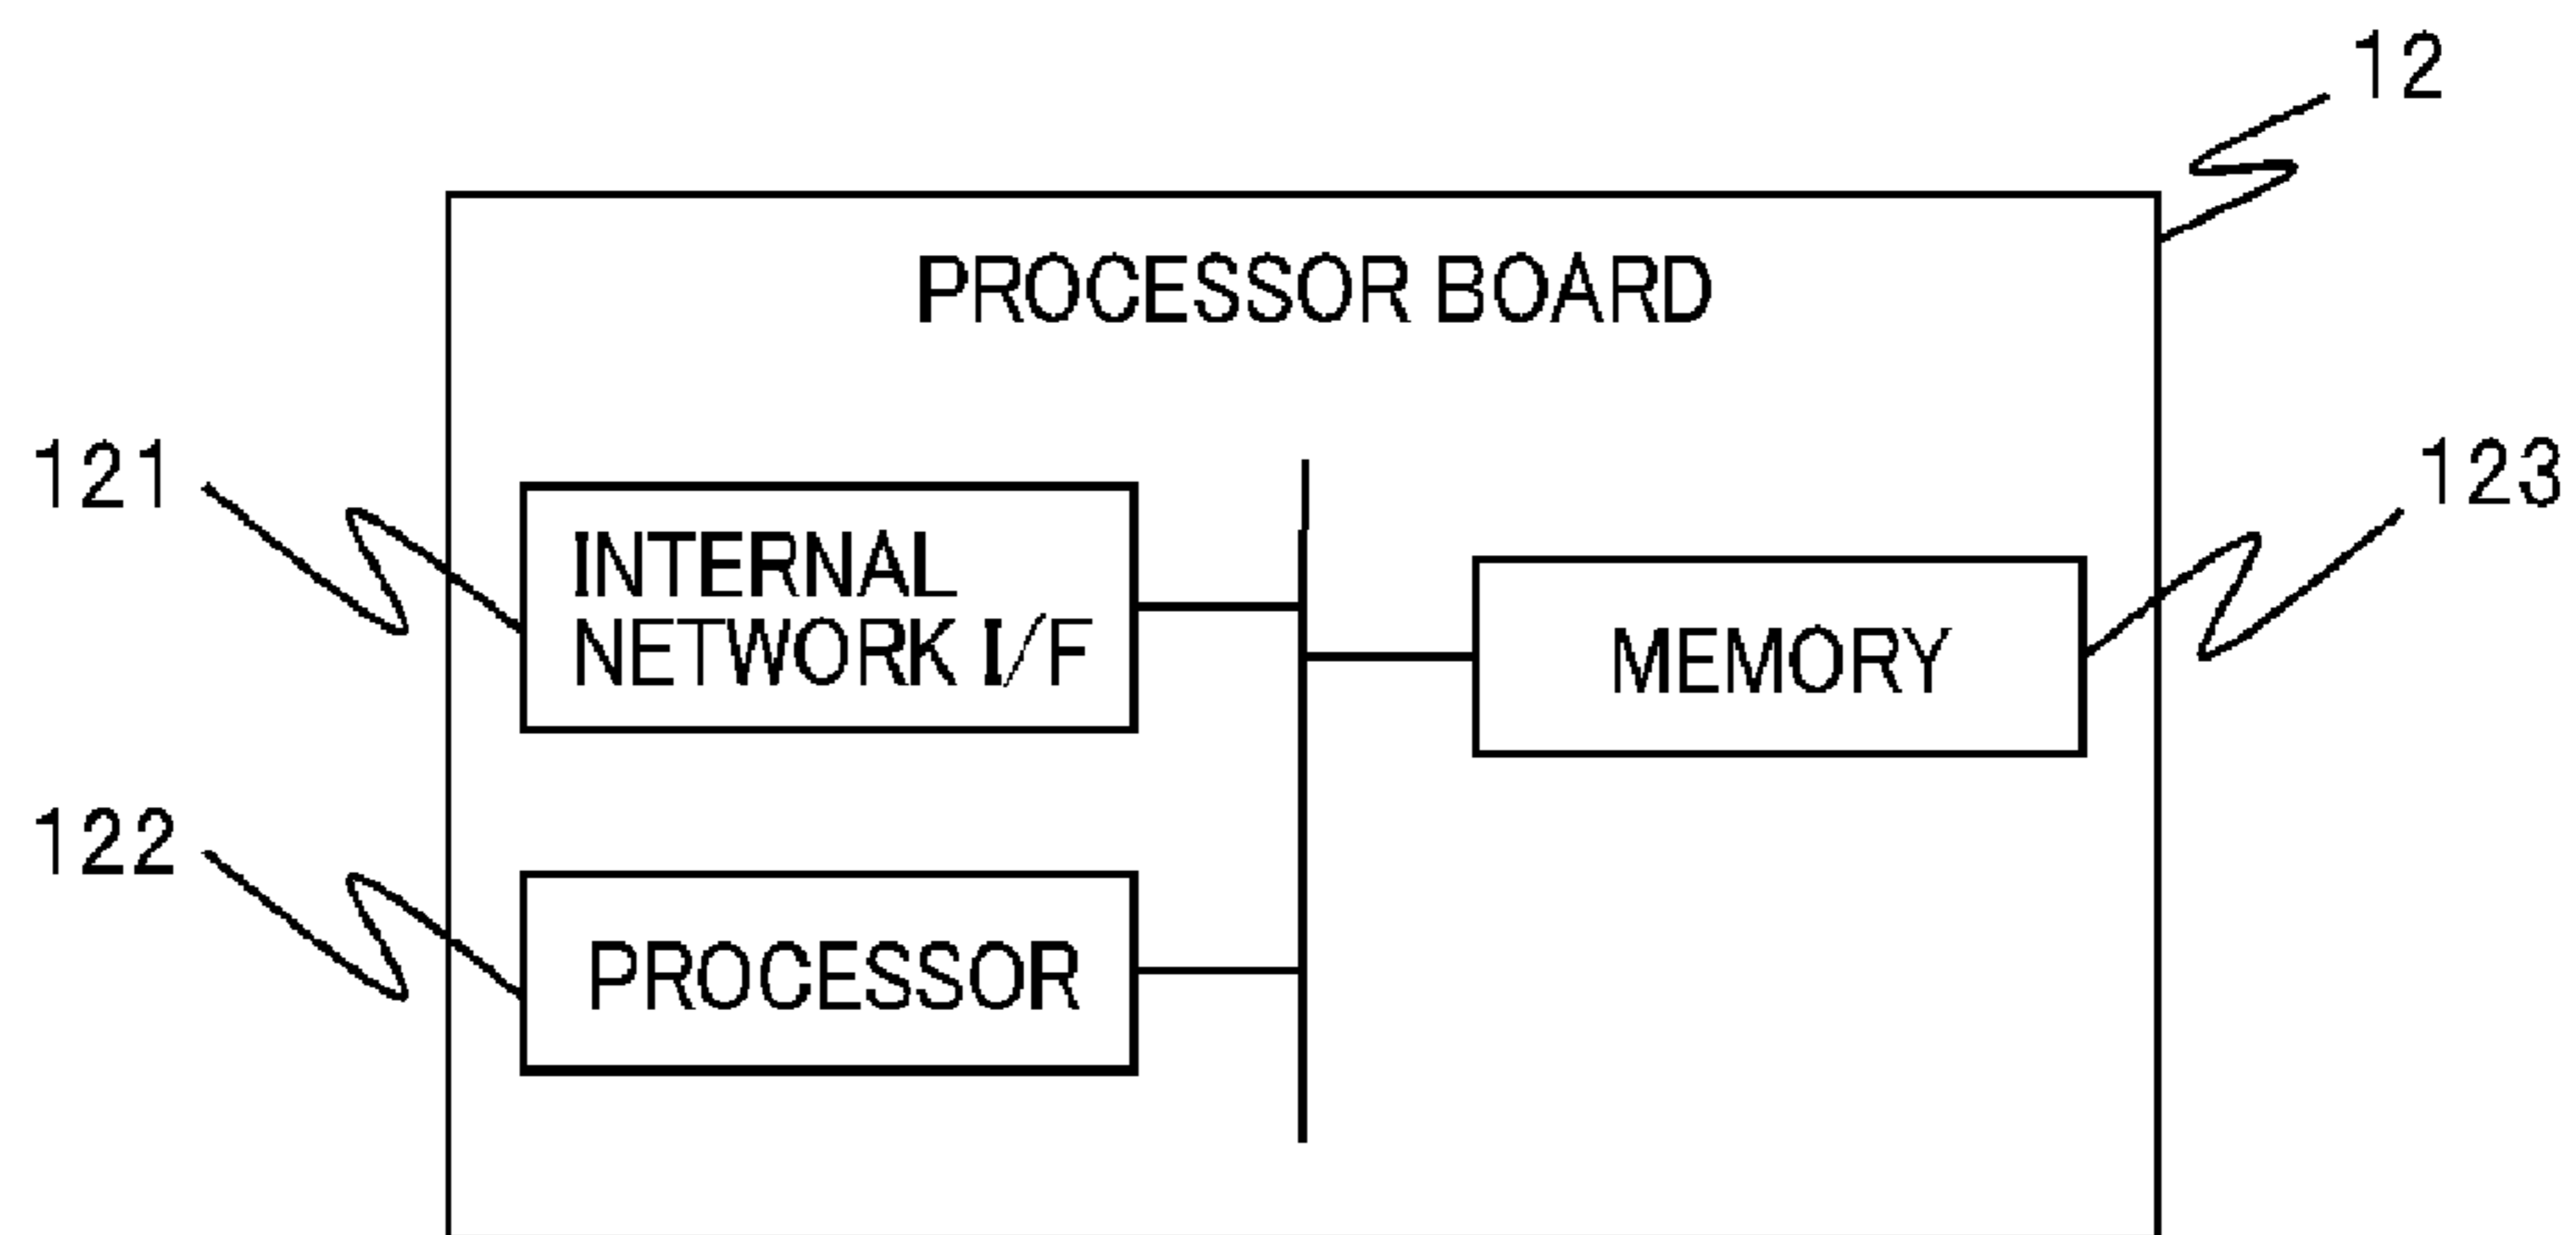 12
PROCESSOR BOARD
121
INTERNAL
NETWORK I/F
123
MEMORY
122
PROCESSOR